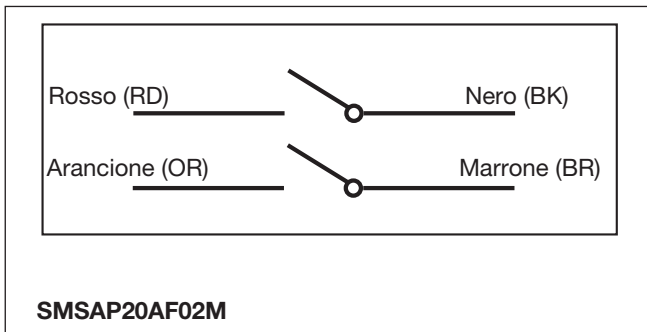 Rosso (RD) Nero (BK)
Arancione (OR) Marrone (BR)
SMSAP20AF02M